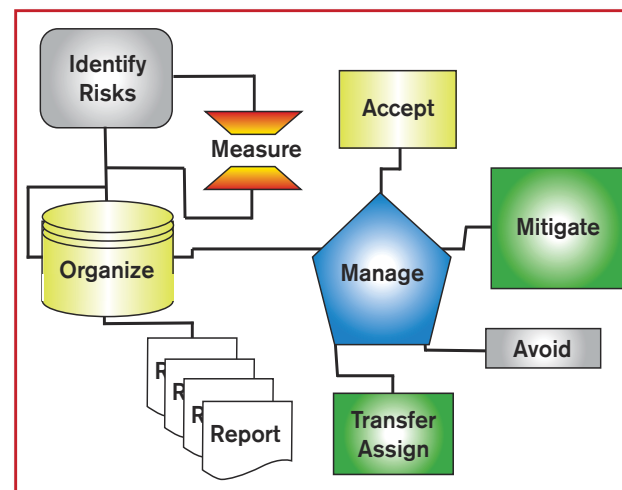 Identify
Risks
Measure
Accept
Mitigate
Organize
Manage
Avoid
R
R
R
Report
Transfer
Assign